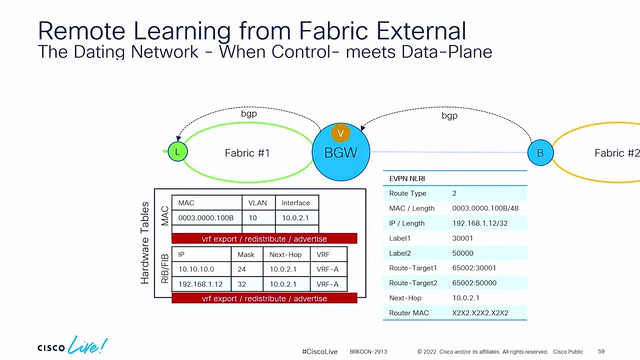 Remote Learning from Fabric External
The Dating Network - When Control- meets Data-Plane
bgp
bgp
V
L
Fabric #1
BGW
B
Fabric #2
Hardware Tables
MAC
MAC VLAN Interface
0003.0000.100B 10 10.0.2.1
vrf export / redistribute / advertise
RIB/FIB
IP Mask Next-Hop VRF
10.10.10.0 24 10.0.2.1 VRF-A
192.168.1.12 32 10.0.2.1 VRF-A
vrf export / redistribute / advertise
EVPN NLRI
Route Type 2
MAC / Length 0003.0000.100B/48
IP / Length 192.168.1.12/32
Label1 30001
Label2 50000
Route-Target1 65002:30001
Route-Target2 65002:50000
Next-Hop 10.0.2.1
Router MAC X2X2.X2X2.X2X2
CISCO Live!
#CiscoLive BRKDCN-2913 © 2022 Cisco and/or its affiliates. All rights reserved. Cisco Public 59